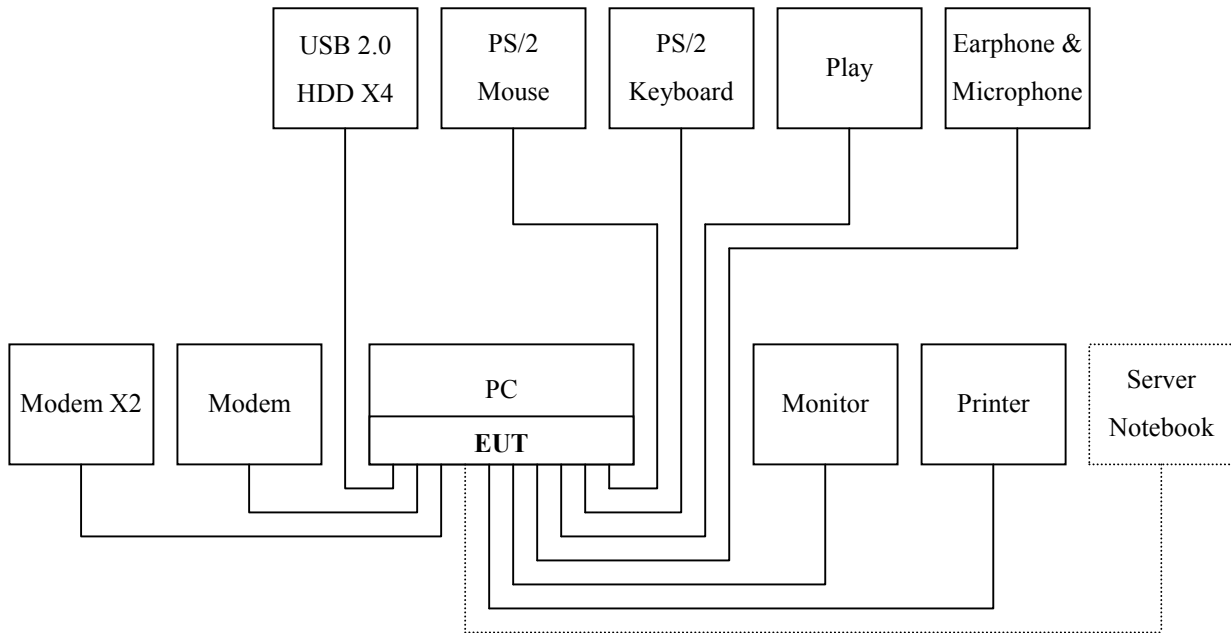 USB 2.0
HDD X4
PS/2
Mouse
PS/2
Keyboard
Play
Earphone &
Microphone
Modem X2
Modem
PC
EUT
Monitor
Printer
Server
Notebook